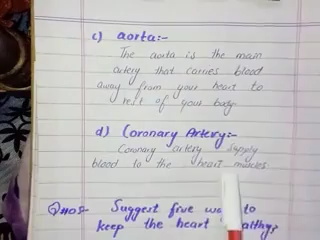 c) aorta:-
The aorta is the main
artery that carries blood
away from your heart to
rest of your body.
d) Coronary Artery:-
Coronary artery supply
blood to the heart muscles.
Suggest five to
keep the heart